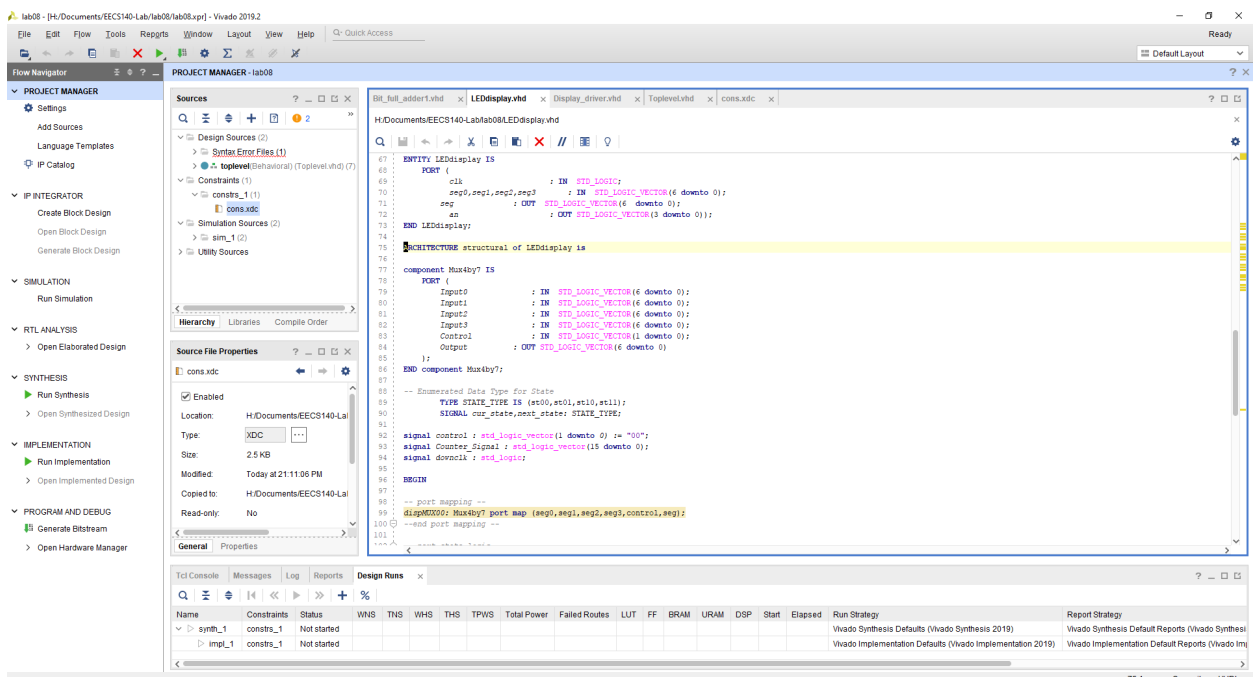 lab08 - [H:/Documents/EECS140-Lab/lab08/lab08.xpr] - Vivado 2019.2
File Edit Flow Tools Reports Window Layout View Help Quick Access
Ready
Default Layout
Flow Navigator
PROJECT MANAGER - lab08
PROJECT MANAGER
Settings
Add Sources
Language Templates
IP Catalog
IP INTEGRATOR
Create Block Design
Open Block Design
Generate Block Design
SIMULATION
Run Simulation
RTL ANALYSIS
Open Elaborated Design
SYNTHESIS
Run Synthesis
Open Synthesized Design
IMPLEMENTATION
Run Implementation
Open Implemented Design
PROGRAM AND DEBUG
Generate Bitstream
Open Hardware Manager
Sources
2
Design Sources (2)
Syntax Error Files (1)
toplevel(Behavioral) (Toplevel.vhd) (7)
Constraints (1)
constrs_1 (1)
cons.xdc
Simulation Sources (2)
sim_1 (2)
Utility Sources
Hierarchy Libraries Compile Order
Source File Properties
cons.xdc
Enabled
Location: H:/Documents/EECS140-Lal
Type: XDC
Size: 2.5 KB
Modified: Today at 21:11:06 PM
Copied to: H:/Documents/EECS140-Lal
Read-only: No
General Properties
Bit_full_adder1.vhd LEDdisplay.vhd Display_driver.vhd Toplevel.vhd cons.xdc
H:/Documents/EECS140-Lab/lab08/LEDdisplay.vhd
67 ENTITY LEDdisplay IS
68 PORT (
69 clk : IN STD_LOGIC;
70 seg0,seg1,seg2,seg3 : IN STD_LOGIC_VECTOR(6 downto 0);
71 seg : OUT STD_LOGIC_VECTOR(6 downto 0);
72 an : OUT STD_LOGIC_VECTOR(3 downto 0));
73 END LEDdisplay;
74
75 ARCHITECTURE structural of LEDdisplay is
76
77 component Mux4by7 IS
78 PORT (
79 Input0 : IN STD_LOGIC_VECTOR(6 downto 0);
80 Input1 : IN STD_LOGIC_VECTOR(6 downto 0);
81 Input2 : IN STD_LOGIC_VECTOR(6 downto 0);
82 Input3 : IN STD_LOGIC_VECTOR(6 downto 0);
83 Control : IN STD_LOGIC_VECTOR(1 downto 0);
84 Output : OUT STD_LOGIC_VECTOR(6 downto 0)
85 );
86 END component Mux4by7;
87
88 -- Enumerated Data Type for State
89 TYPE STATE_TYPE IS (st00,st01,st10,st11);
90 SIGNAL cur_state,next_state: STATE_TYPE;
91
92 signal control : std_logic_vector(1 downto 0) := "00";
93 signal Counter_Signal : std_logic_vector(15 downto 0);
94 signal downclk : std_logic;
95
96 BEGIN
97
98 -- port mapping --
99 dispMUX00: Mux4by7 port map (seg0,seg1,seg2,seg3,control,seg);
100 --end port mapping --
101
Tcl Console Messages Log Reports Design Runs
Name Constraints Status WNS TNS WHS THS TPWS Total Power Failed Routes LUT FF BRAM URAM DSP Start Elapsed Run Strategy Report Strategy
synth_1 constrs_1 Not started Vivado Synthesis Defaults (Vivado Synthesis 2019) Vivado Synthesis Default Reports (Vivado Synthesi
impl_1 constrs_1 Not started Vivado Implementation Defaults (Vivado Implementation 2019) Vivado Implementation Default Reports (Vivado Im